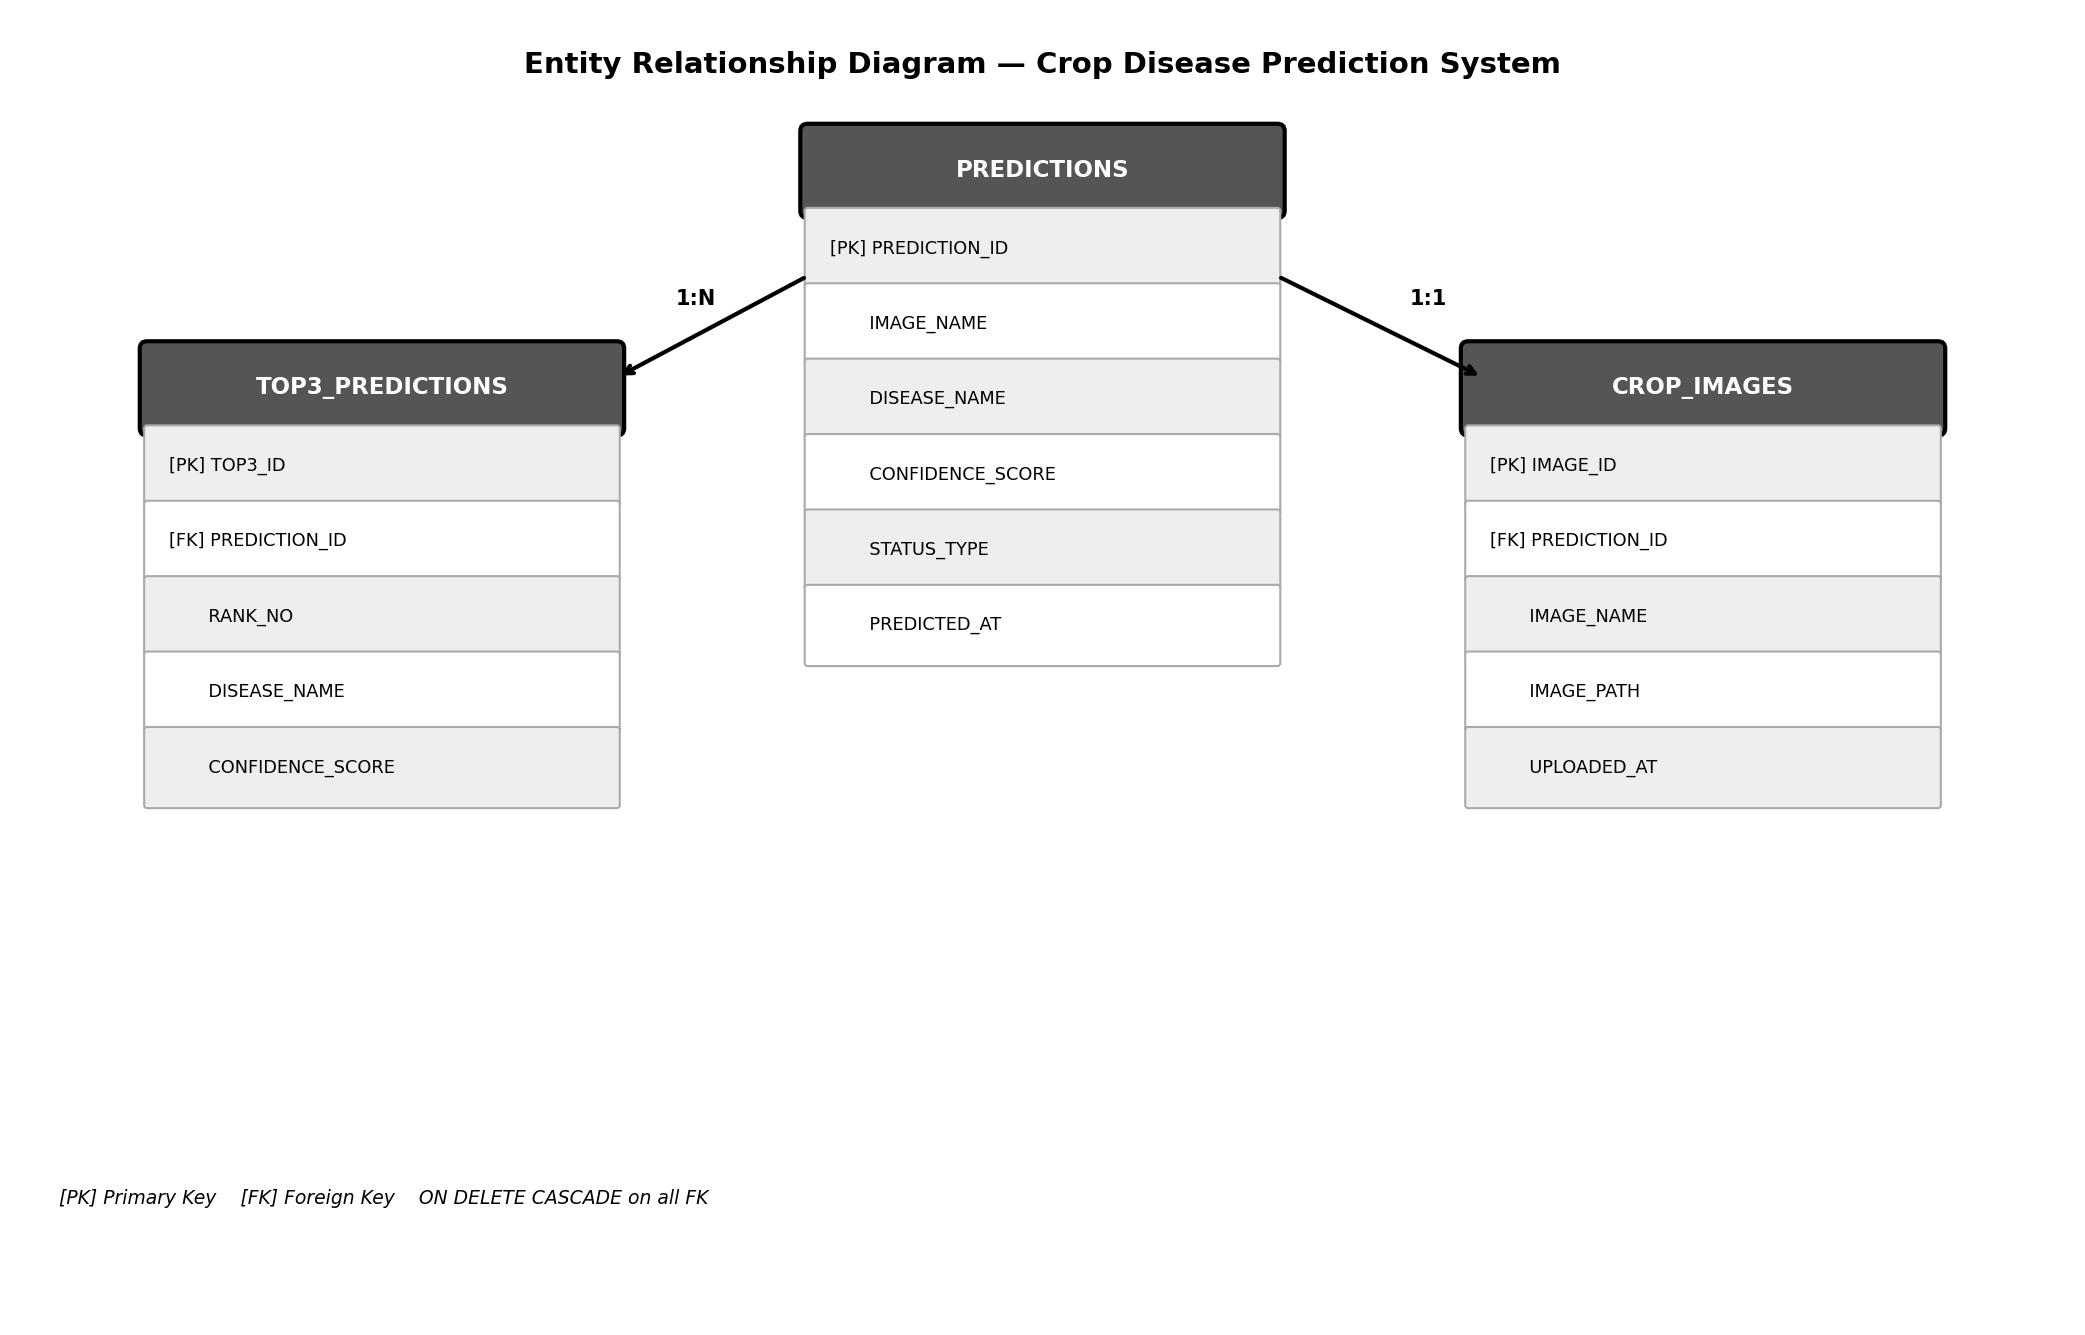 Entity Relationship Diagram — Crop Disease Prediction System
PREDICTIONS
[PK] PREDICTION_ID
IMAGE_NAME
DISEASE_NAME
CONFIDENCE_SCORE
STATUS_TYPE
PREDICTED_AT
1:N
1:1
TOP3_PREDICTIONS
[PK] TOP3_ID
[FK] PREDICTION_ID
RANK_NO
DISEASE_NAME
CONFIDENCE_SCORE
CROP_IMAGES
[PK] IMAGE_ID
[FK] PREDICTION_ID
IMAGE_NAME
IMAGE_PATH
UPLOADED_AT
[PK] Primary Key [FK] Foreign Key ON DELETE CASCADE on all FK